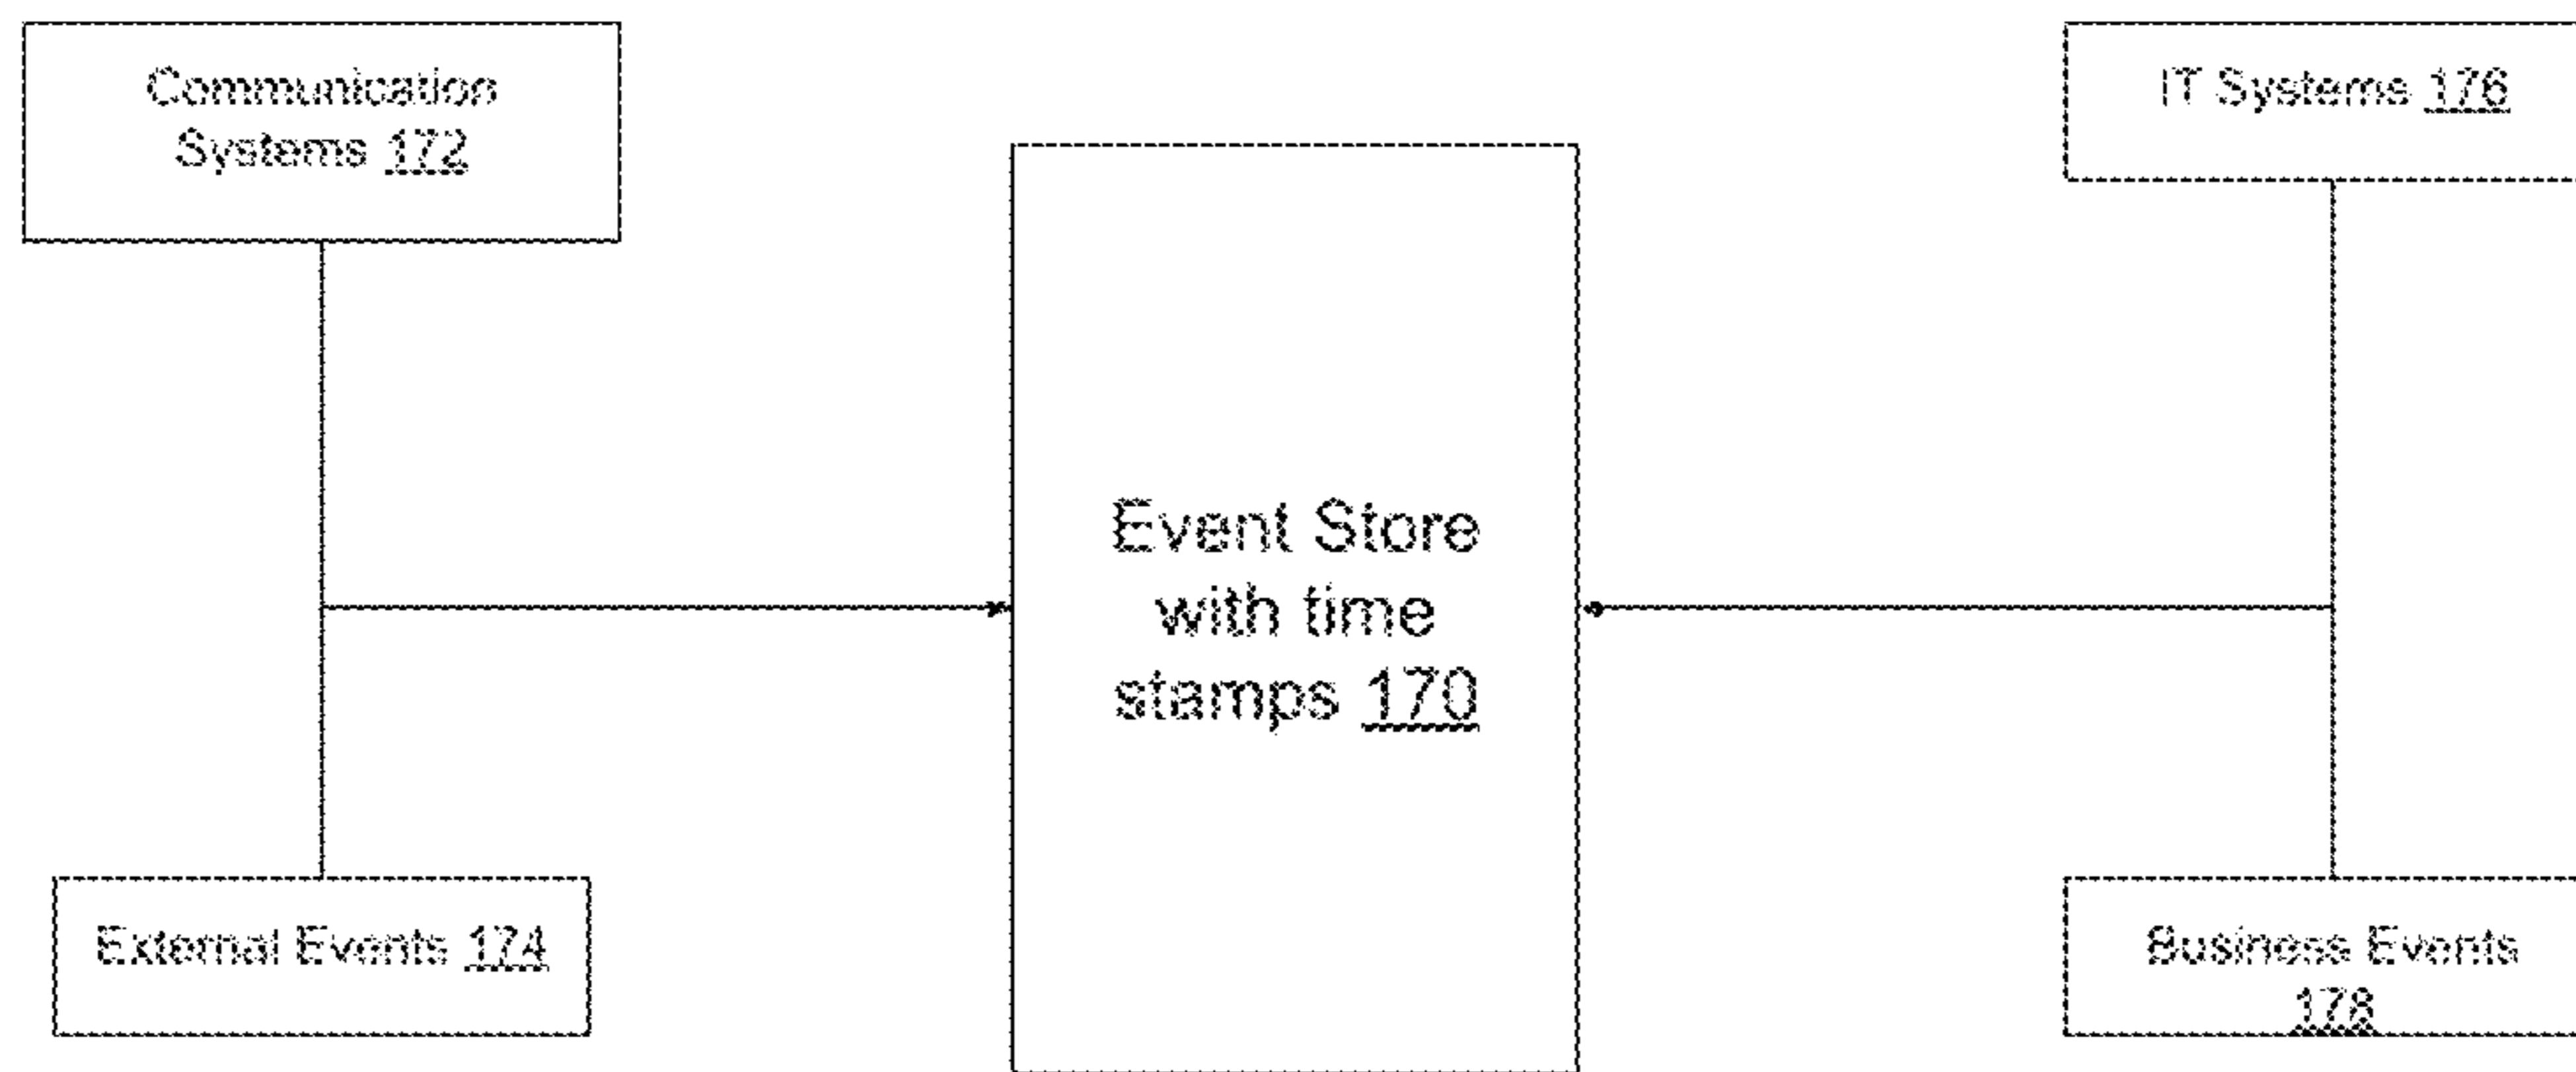 Communication
Systems 172
IT Systems 176
Event Store
with time
stamps 170
External Events 174
Business Events
178